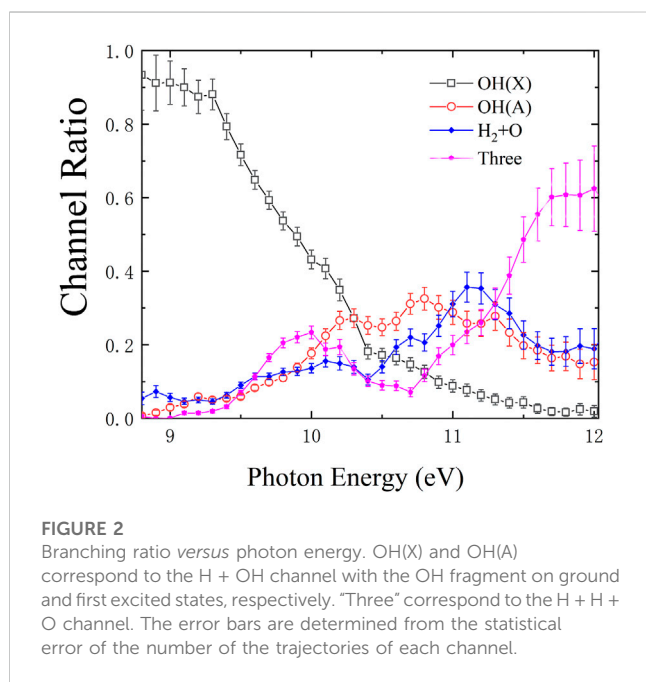 1.0
0.8
0.6
0.4
0.2
0.0
Channel Ratio
OH(X)
OH(A)
H₂+O
Three
9
10
11
12
Photon Energy (eV)
FIGURE 2
Branching ratio versus photon energy. OH(X) and OH(A)
correspond to the H + OH channel with the OH fragment on ground
and first excited states, respectively. “Three” correspond to the H + H +
O channel. The error bars are determined from the statistical
error of the number of the trajectories of each channel.